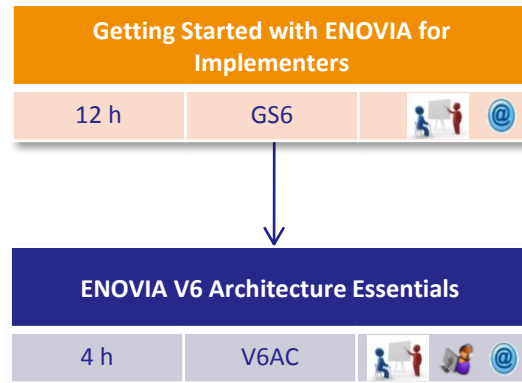 Getting Started with ENOVIA for
Implementers
12 h GS6 @
ENOVIA V6 Architecture Essentials
4 h V6AC @